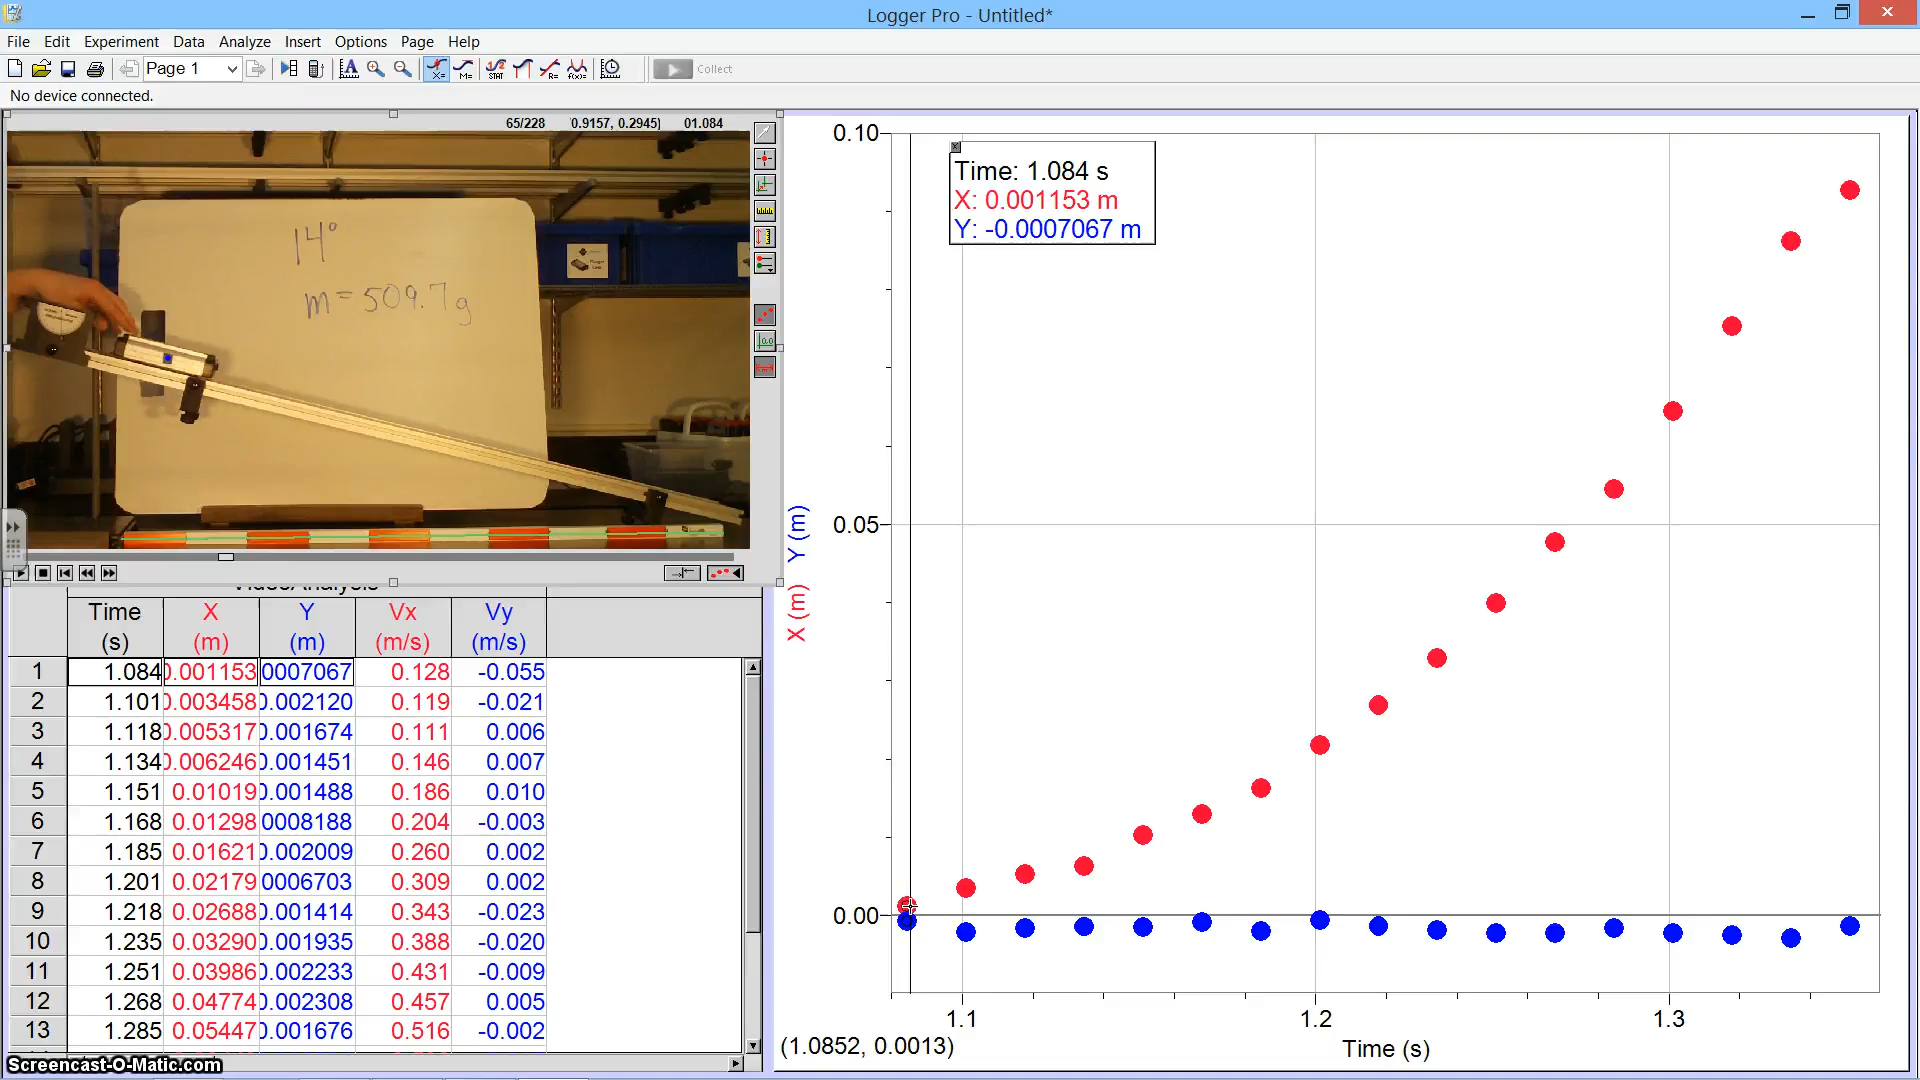 Logger Pro - Untitled*
File Edit Experiment Data Analyze Insert Options Page Help
Page 1
Collect
No device connected.
65/228 0.9157, 0.2945) 01.084
14°
m = 509.7 g
Time (s) X (m) Y (m) Vx (m/s) Vy (m/s)
1 1.084 0.001153 0007067 0.128 -0.055
2 1.101 0.003458 0.002120 0.119 -0.021
3 1.118 0.005317 0.001674 0.111 0.006
4 1.134 0.006246 0.001451 0.146 0.007
5 1.151 0.01019 0.001488 0.186 0.010
6 1.168 0.01298 0008188 0.204 -0.003
7 1.185 0.01621 0.002009 0.260 0.002
8 1.201 0.02179 0006703 0.309 0.002
9 1.218 0.02688 0.001414 0.343 -0.023
10 1.235 0.03290 0.001935 0.388 -0.020
11 1.251 0.03986 0.002233 0.431 -0.009
12 1.268 0.04774 0.002308 0.457 0.005
13 1.285 0.05447 0.001676 0.516 -0.002
Screencast-O-Matic.com
Time: 1.084 s
X: 0.001153 m
Y: -0.0007067 m
0.10
0.05
0.00
X (m) Y (m)
1.1 1.2 1.3
(1.0852, 0.0013)
Time (s)